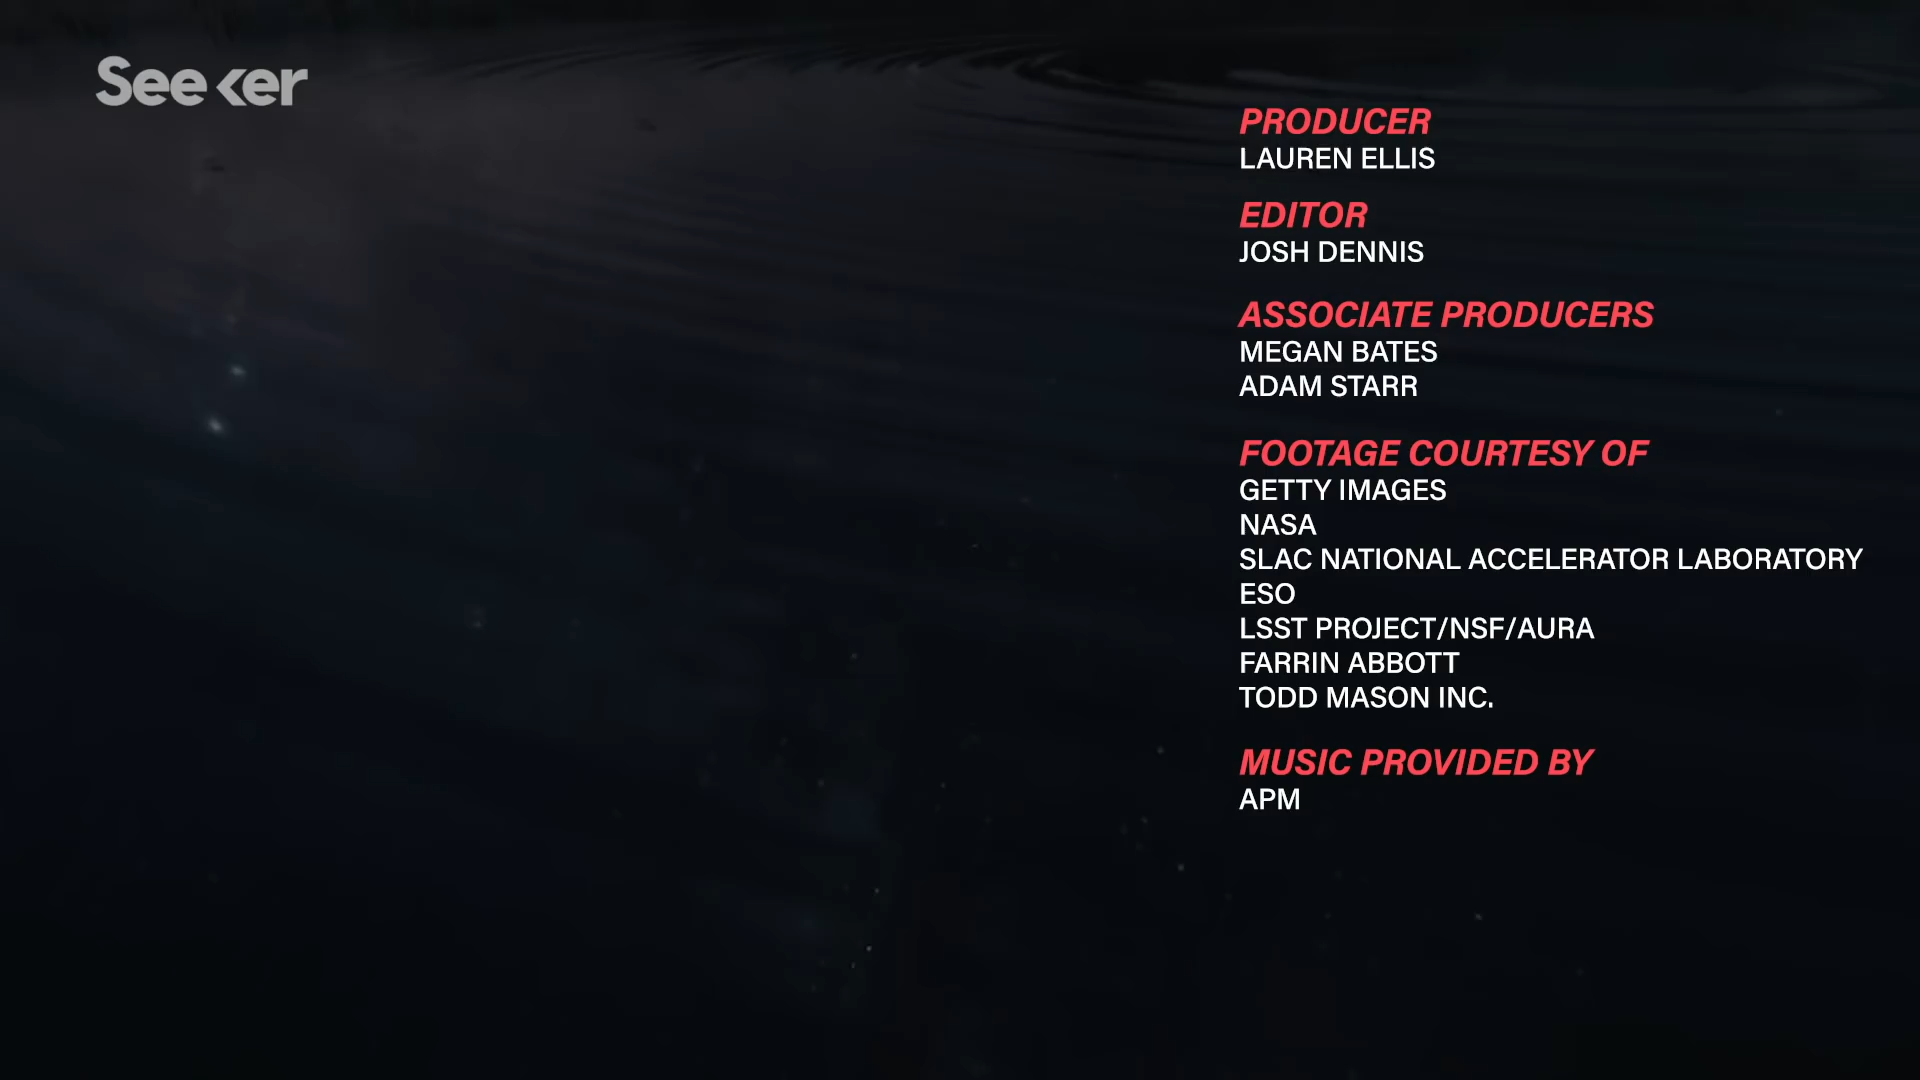 Seeker
PRODUCER
LAUREN ELLIS
EDITOR
JOSH DENNIS
ASSOCIATE PRODUCERS
MEGAN BATES
ADAM STARR
FOOTAGE COURTESY OF
GETTY IMAGES
NASA
SLAC NATIONAL ACCELERATOR LABORATORY
ESO
LSST PROJECT/NSF/AURA
FARRIN ABBOTT
TODD MASON INC.
MUSIC PROVIDED BY
APM